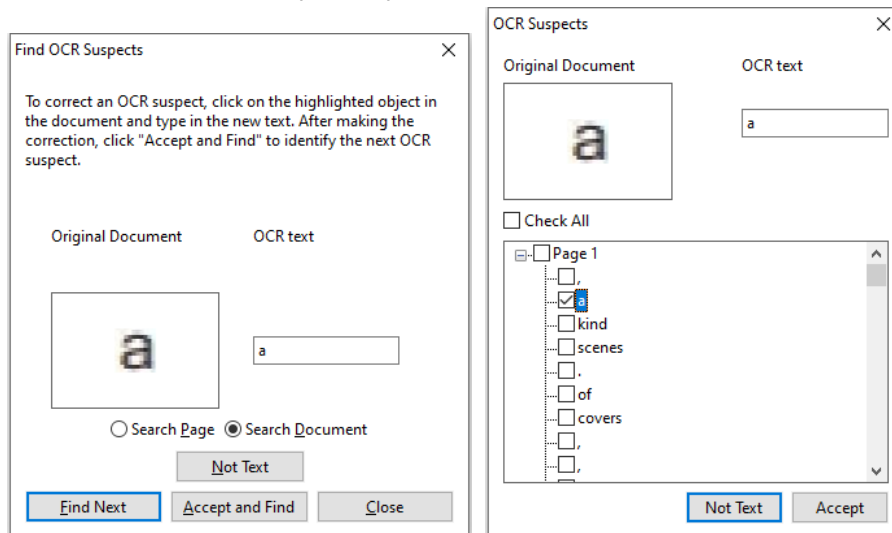 Find OCR Suspects
To correct an OCR suspect, click on the highlighted object in
the document and type in the new text. After making the
correction, click "Accept and Find" to identify the next OCR
suspect.
Original Document OCR text
a a
Search Page Search Document
Not Text
Find Next Accept and Find Close
OCR Suspects
Original Document OCR text
a a
Check All
Page 1
,
a
kind
scenes
.
of
covers
,
,
Not Text Accept